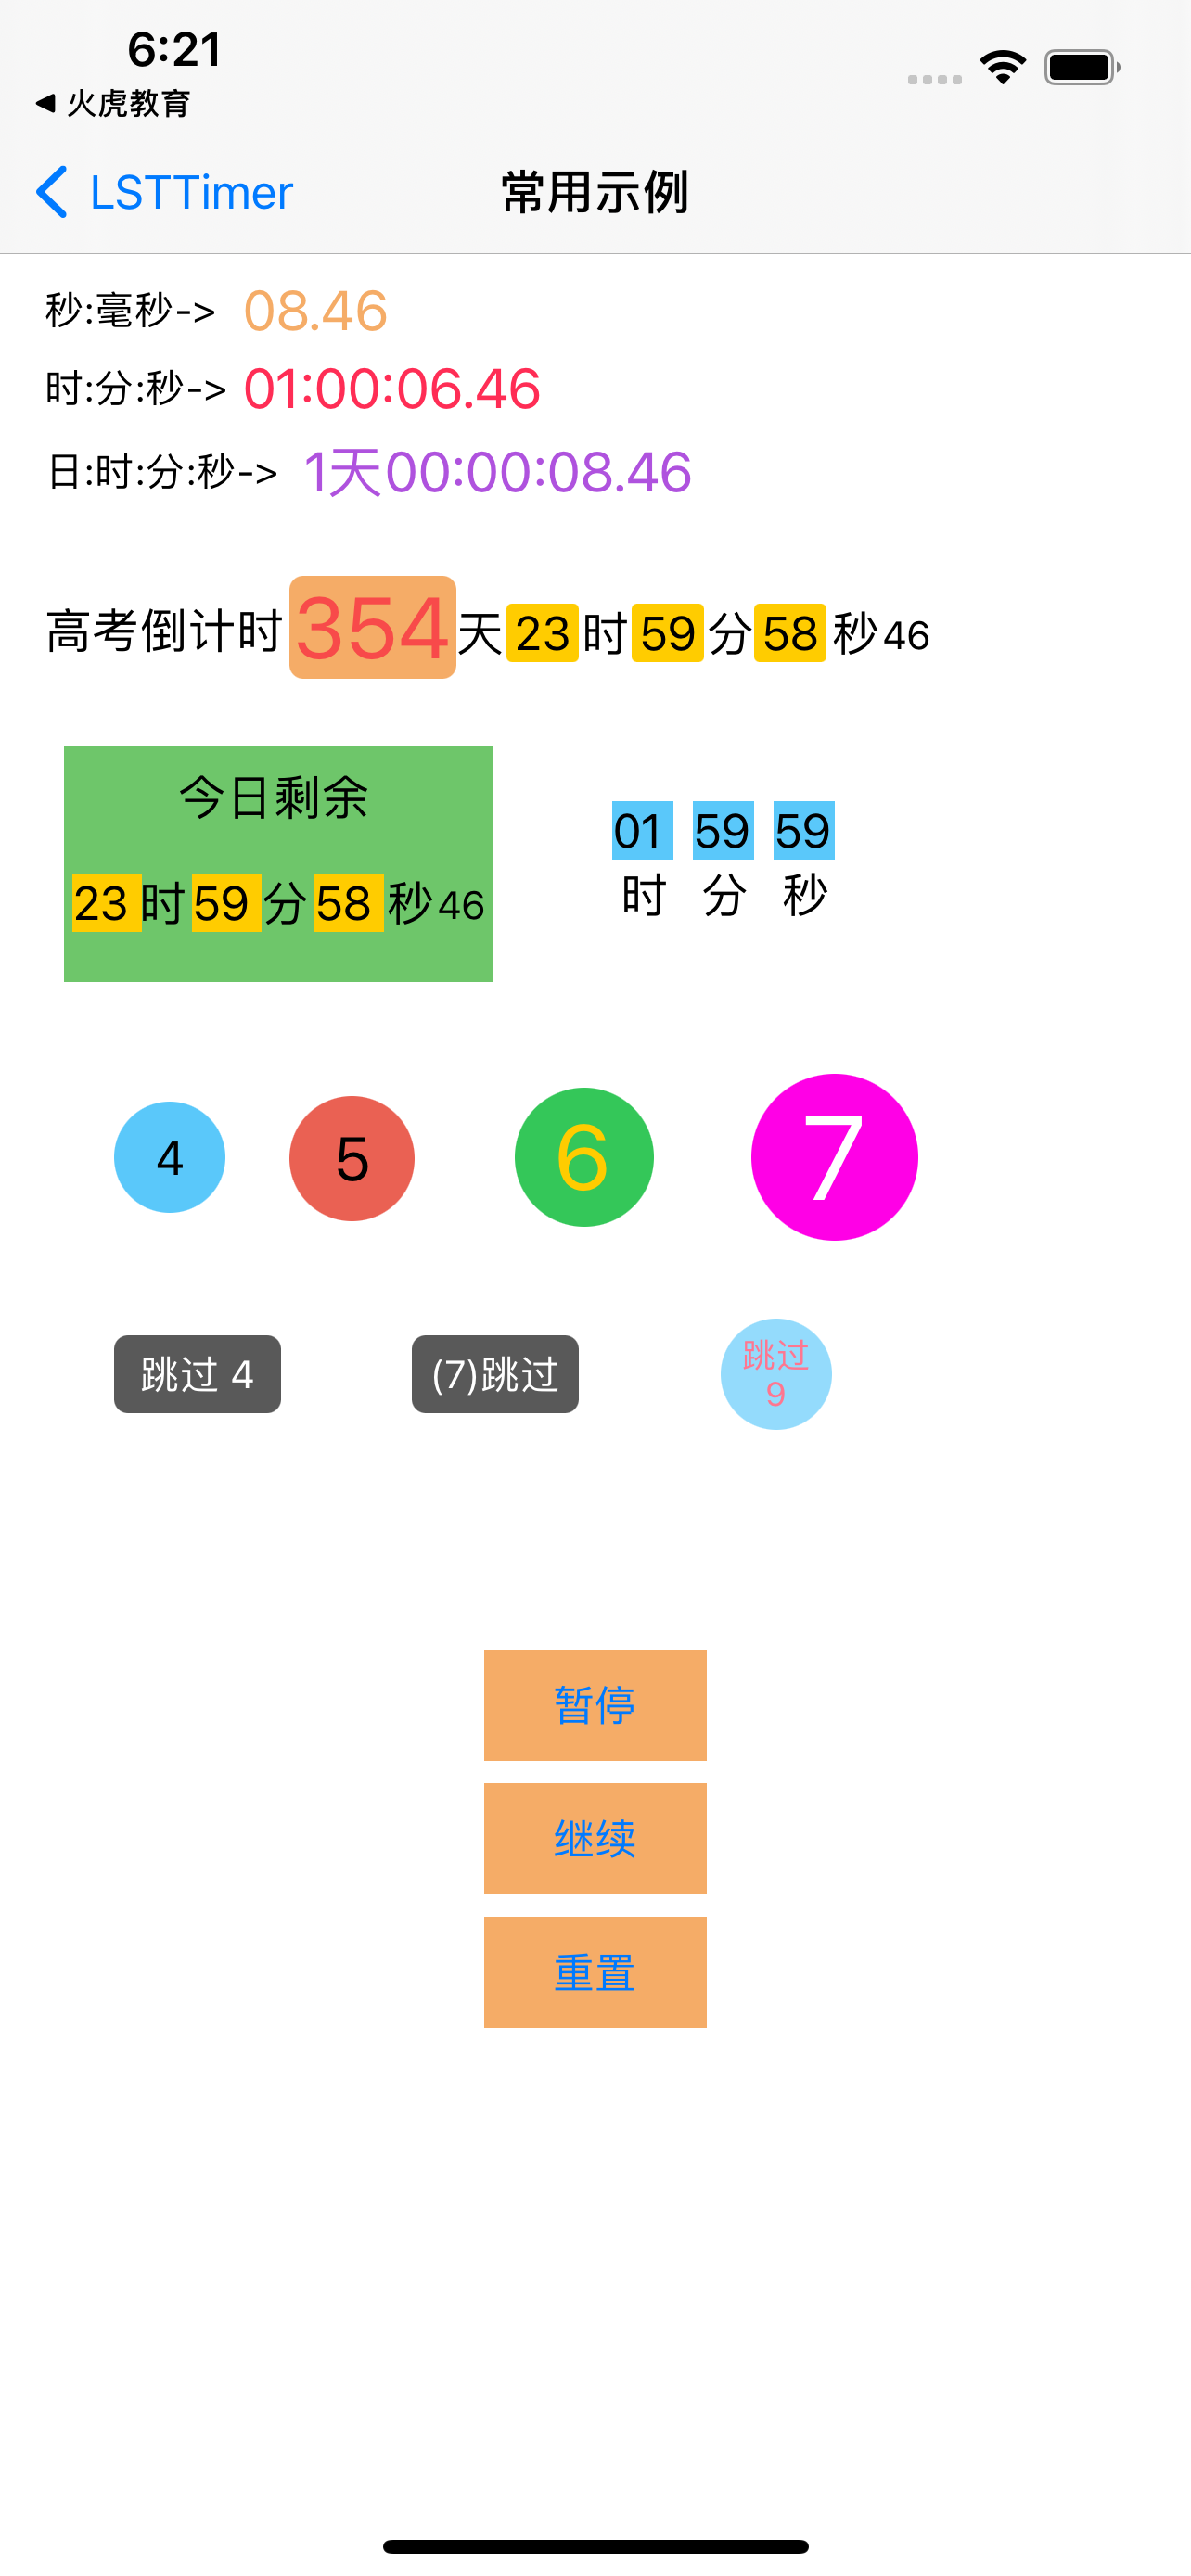 6:21
火虎教育
LSTTimer 常用示例
秒:毫秒-> 08.46
时:分:秒-> 01:00:06.46
日:时:分:秒-> 1天00:00:08.46
高考倒计时 354 天 23 时 59 分 58 秒 46
今日剩余
23 时 59 分 58 秒 46
01 59 59
时 分 秒
4 5 6 7
跳过 4 (7)跳过 跳过
9
暂停
继续
重置